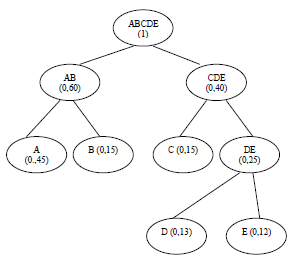 ABCDE
(1)
AB
(0,60)
CDE
(0,40)
A
(0.,45)
B (0,15)
C (0,15)
DE
(0,25)
D (0,13)
E (0,12)